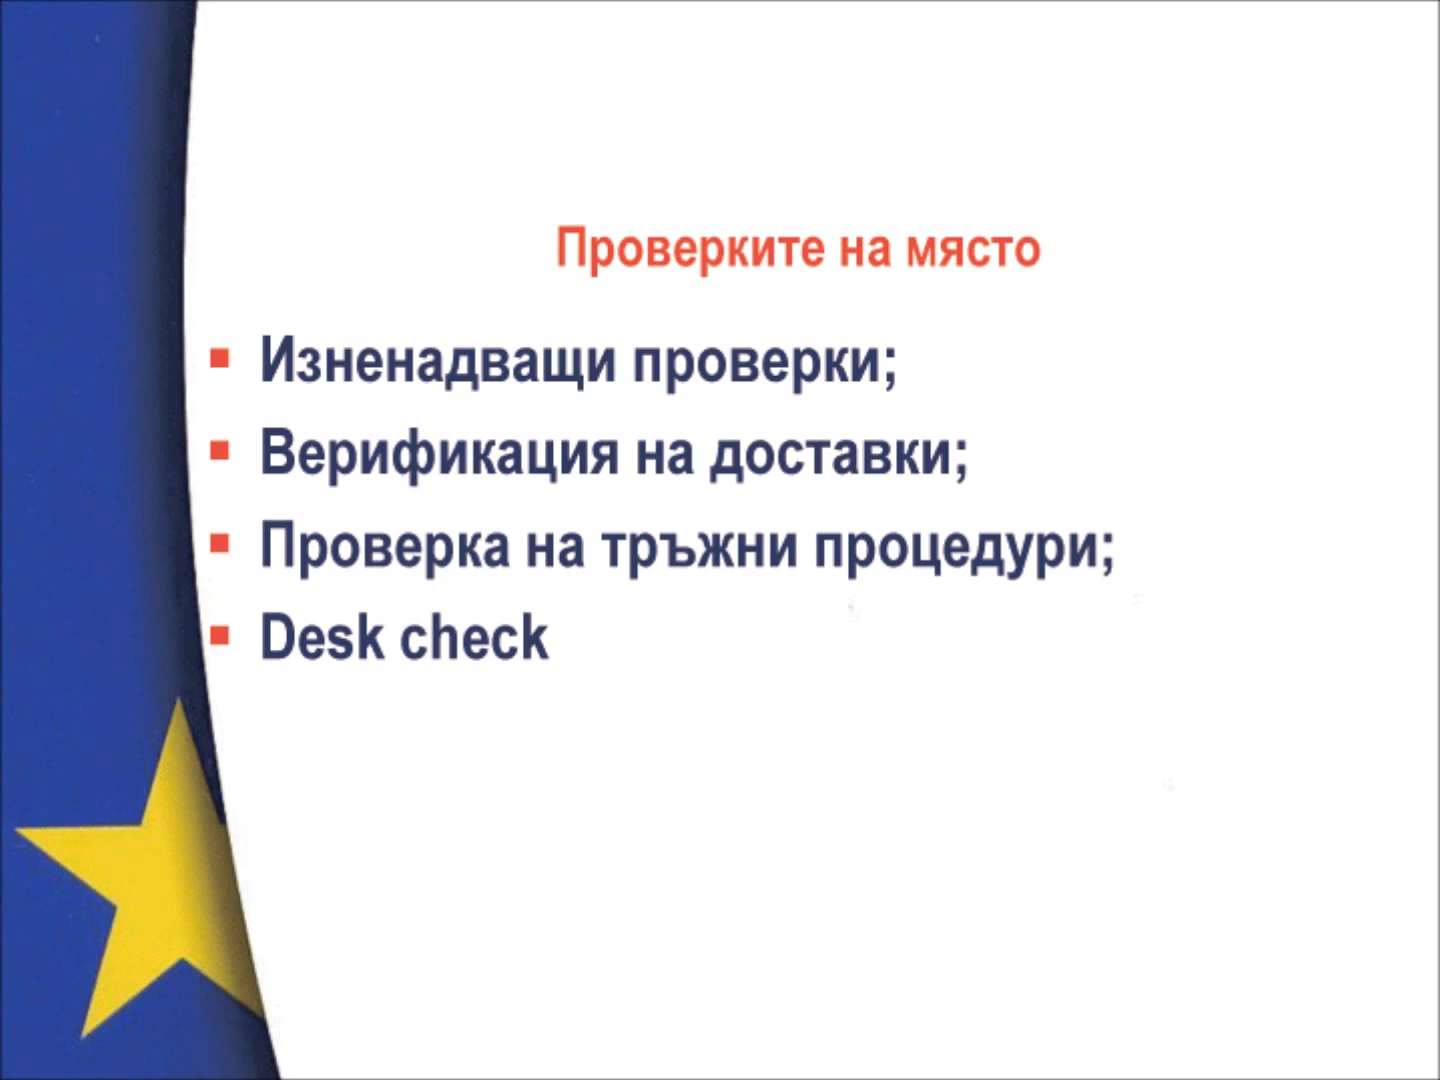 Проверките на място
Изненадващи проверки;
Верификация на доставки;
Проверка на тръжни процедури;
Desk check